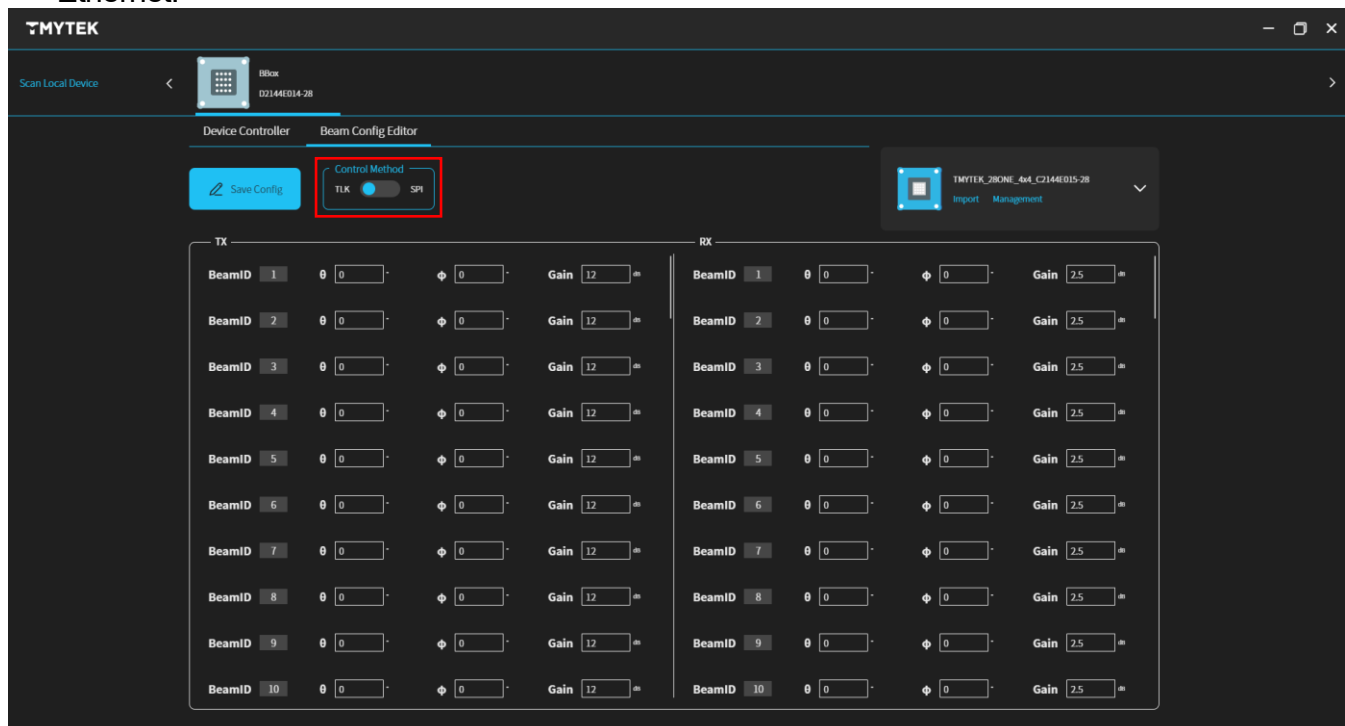 Ethernet.
TMYTEK
Scan Local Device
BBox
D2144E014-28
Device Controller Beam Config Editor
Save Config
Control Method
TLK SPI
TMYTEK_28ONE_4x4_C2144E015-28
Import Management
TX RX
BeamID 1 θ 0 ° ϕ 0 ° Gain 12 dB BeamID 1 θ 0 ° ϕ 0 ° Gain 2.5 dB
BeamID 2 θ 0 ° ϕ 0 ° Gain 12 dB BeamID 2 θ 0 ° ϕ 0 ° Gain 2.5 dB
BeamID 3 θ 0 ° ϕ 0 ° Gain 12 dB BeamID 3 θ 0 ° ϕ 0 ° Gain 2.5 dB
BeamID 4 θ 0 ° ϕ 0 ° Gain 12 dB BeamID 4 θ 0 ° ϕ 0 ° Gain 2.5 dB
BeamID 5 θ 0 ° ϕ 0 ° Gain 12 dB BeamID 5 θ 0 ° ϕ 0 ° Gain 2.5 dB
BeamID 6 θ 0 ° ϕ 0 ° Gain 12 dB BeamID 6 θ 0 ° ϕ 0 ° Gain 2.5 dB
BeamID 7 θ 0 ° ϕ 0 ° Gain 12 dB BeamID 7 θ 0 ° ϕ 0 ° Gain 2.5 dB
BeamID 8 θ 0 ° ϕ 0 ° Gain 12 dB BeamID 8 θ 0 ° ϕ 0 ° Gain 2.5 dB
BeamID 9 θ 0 ° ϕ 0 ° Gain 12 dB BeamID 9 θ 0 ° ϕ 0 ° Gain 2.5 dB
BeamID 10 θ 0 ° ϕ 0 ° Gain 12 dB BeamID 10 θ 0 ° ϕ 0 ° Gain 2.5 dB